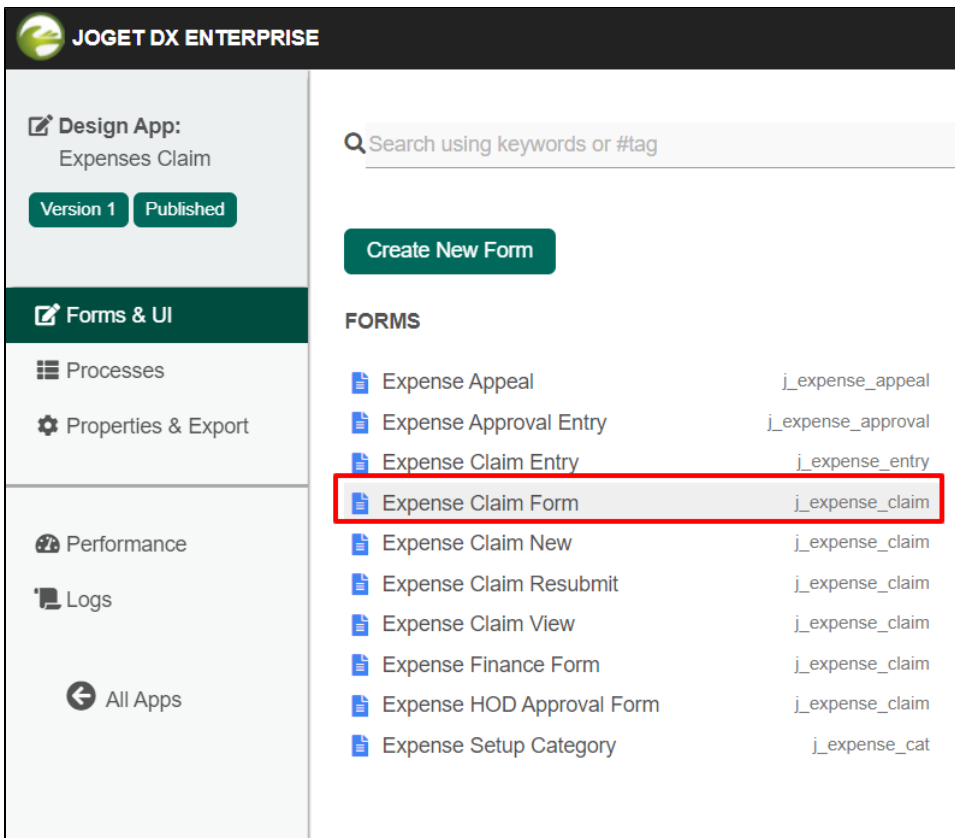 JOGET DX ENTERPRISE
Design App:
Expenses Claim
Version 1 Published
Forms & UI
Processes
Properties & Export
Performance
Logs
All Apps
Search using keywords or #tag
Create New Form
FORMS
Expense Appeal j_expense_appeal
Expense Approval Entry j_expense_approval
Expense Claim Entry j_expense_entry
Expense Claim Form j_expense_claim
Expense Claim New j_expense_claim
Expense Claim Resubmit j_expense_claim
Expense Claim View j_expense_claim
Expense Finance Form j_expense_claim
Expense HOD Approval Form j_expense_claim
Expense Setup Category j_expense_cat